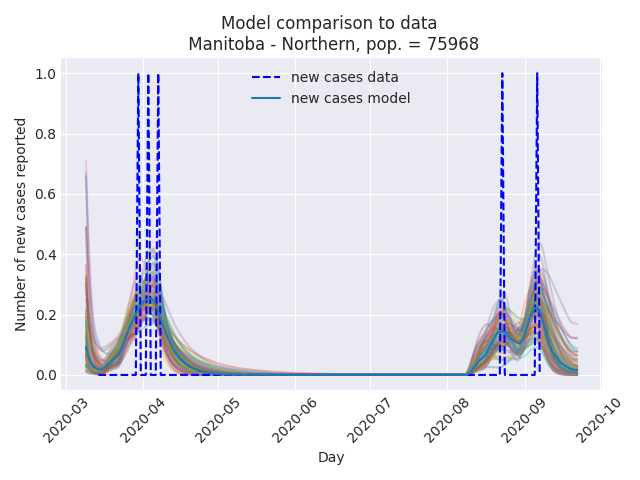 Model comparison to data
Manitoba - Northern, pop. = 75968
new cases data
new cases model
Number of new cases reported
1.0
0.8
0.6
0.4
0.2
0.0
2020-03
2020-04
2020-05
2020-06
2020-07
2020-08
2020-09
2020-10
Day